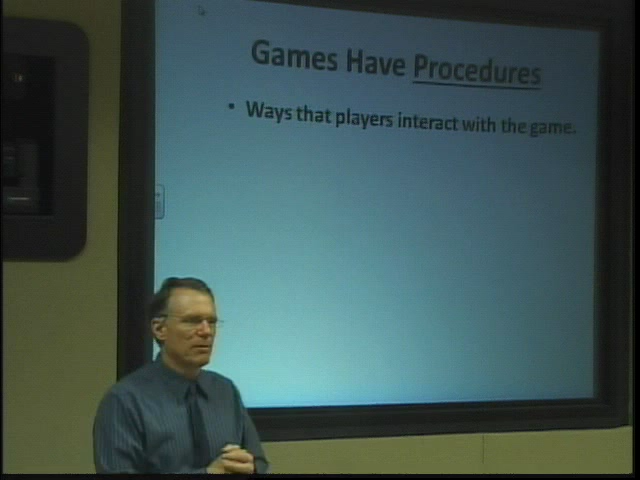 Games Have Procedures
• Ways that players interact with the game.